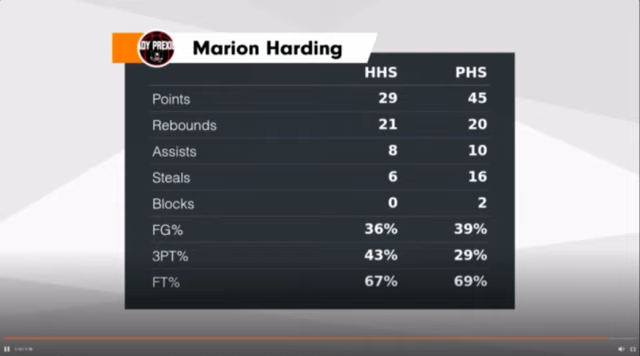 Marion Harding
HHS PHS
Points 29 45
Rebounds 21 20
Assists 8 10
Steals 6 16
Blocks 0 2
FG% 36% 39%
3PT% 43% 29%
FT% 67% 69%